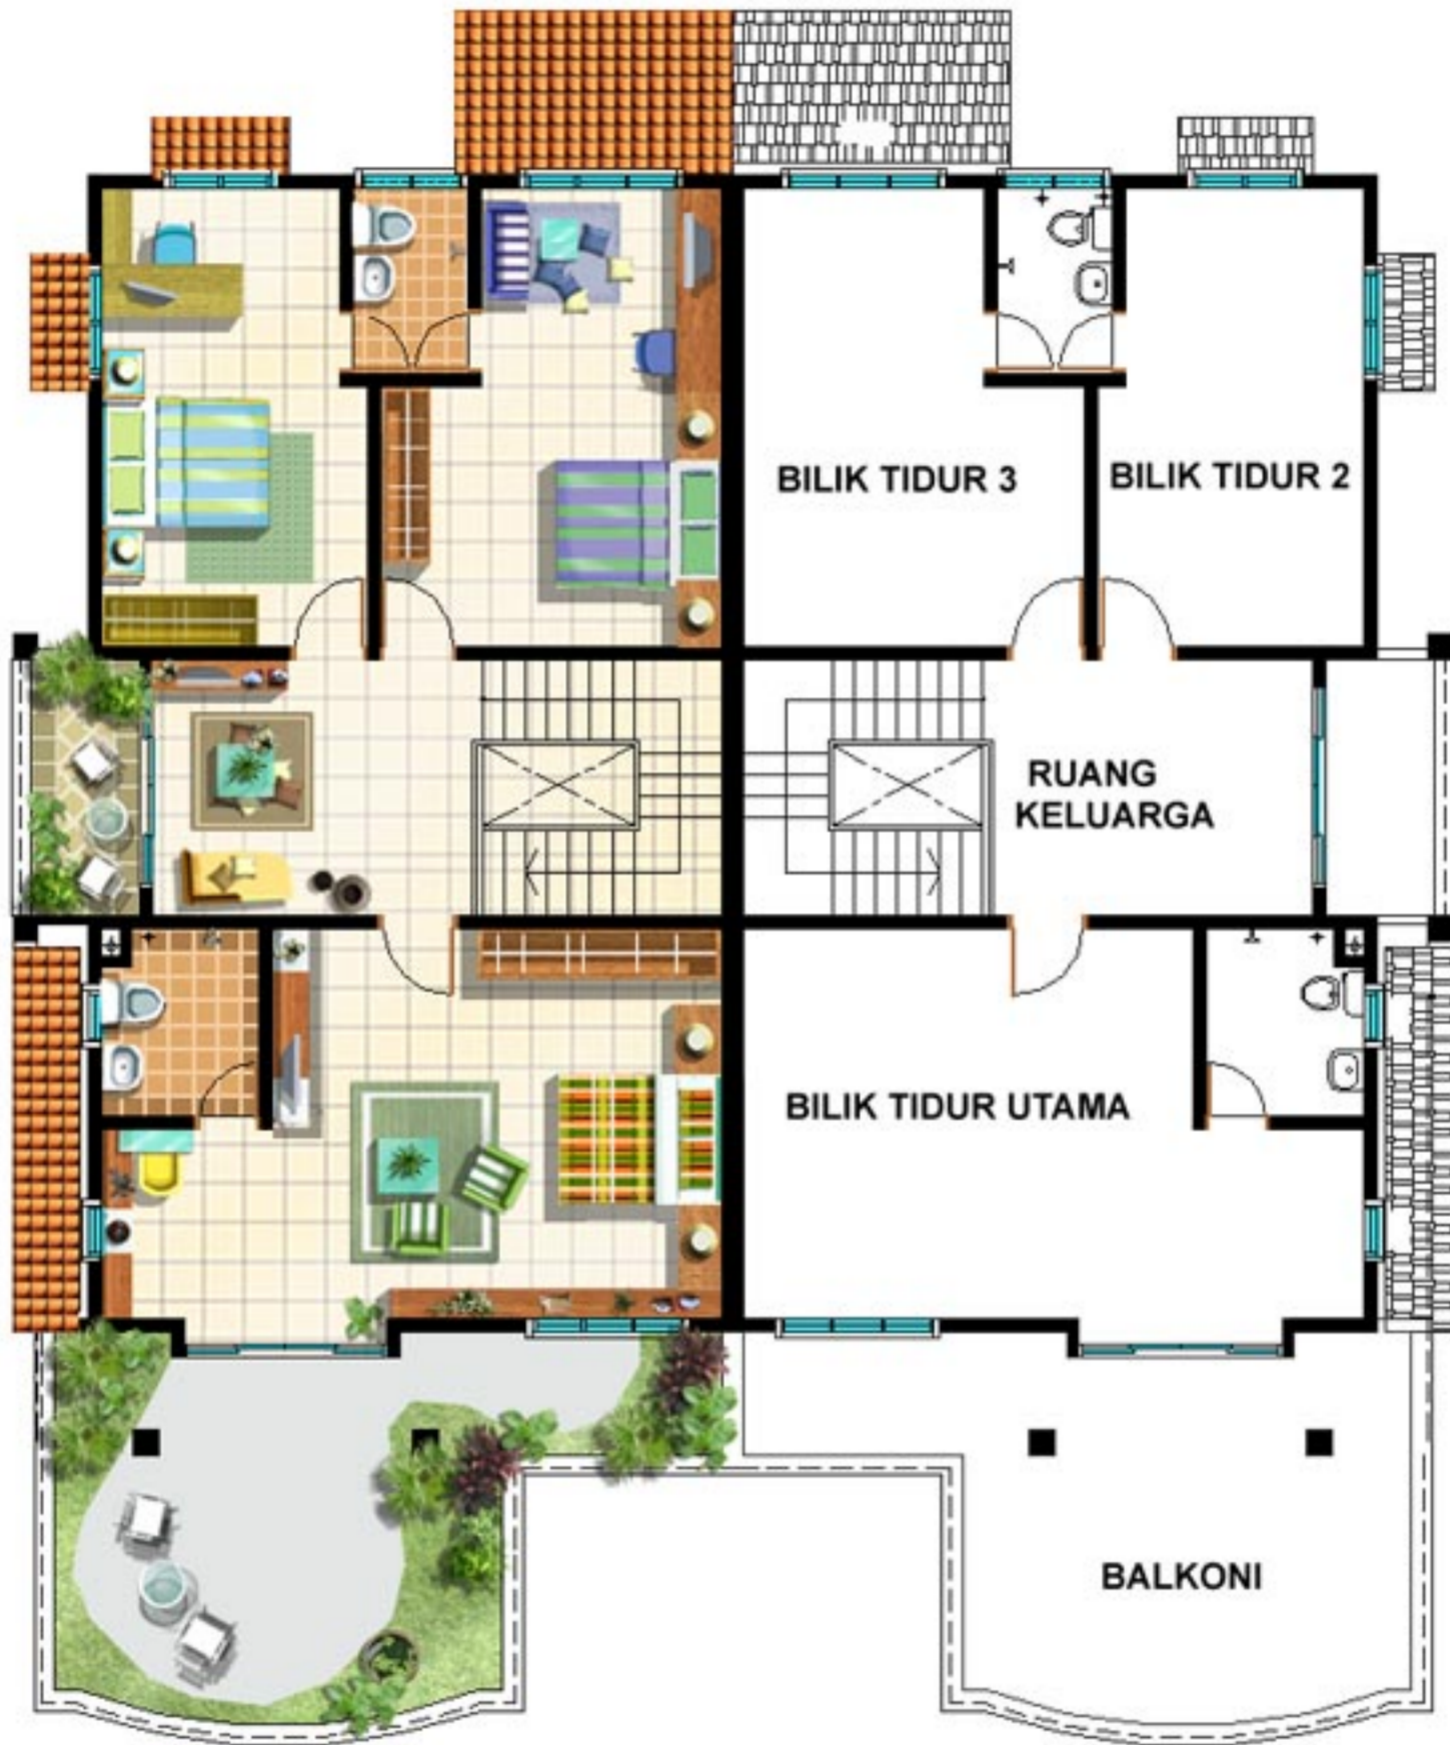 BILIK TIDUR 3
BILIK TIDUR 2
RUANG
KELUARGA
BILIK TIDUR UTAMA
BALKONI